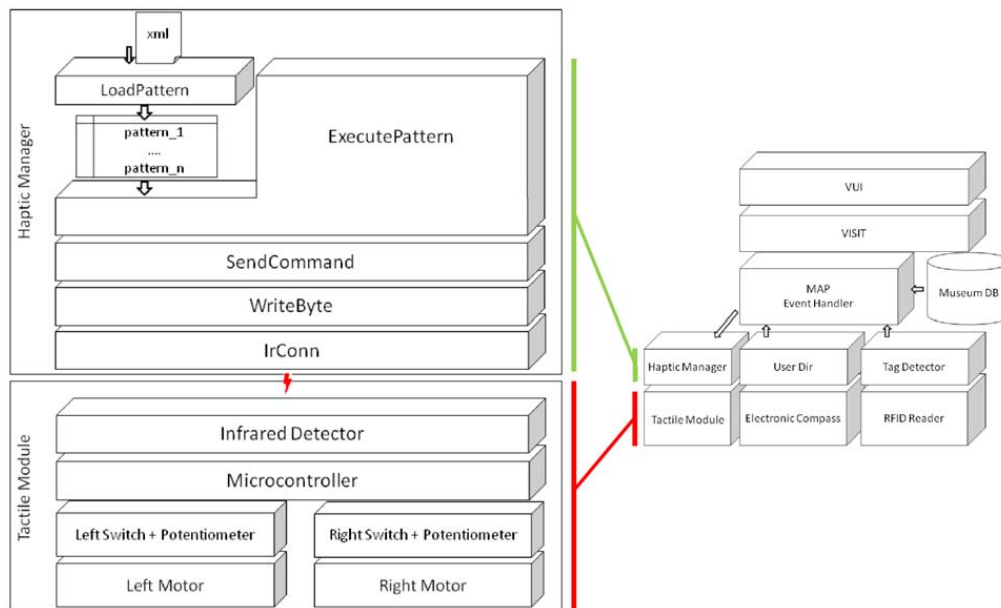 xml
LoadPattern
pattern_1
....
pattern_n
ExecutePattern
SendCommand
WriteByte
IrConn
Haptic Manager
Infrared Detector
Microcontroller
Left Switch + Potentiometer
Right Switch + Potentiometer
Left Motor
Right Motor
Tactile Module
VUI
VISIT
MAP
Event Handler
Museum DB
Haptic Manager
User Dir
Tag Detector
Tactile Module
Electronic Compass
RFID Reader